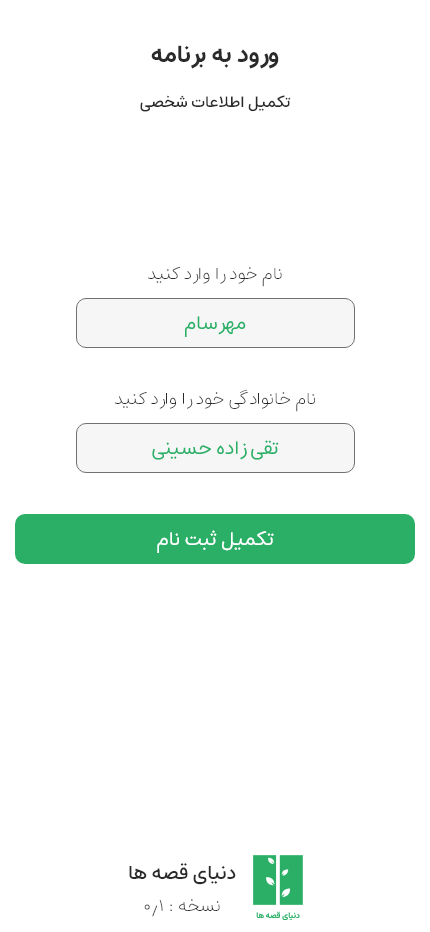 ورود به برنامه
تکمیل اطلاعات شخصی
نام خود را وارد کنید
مهرسام
نام خانوادگی خود را وارد کنید
تقی زاده حسینی
تکمیل ثبت نام
دنیای قصه ها
نسخه : ۰٫۱
دنیای قصه ها